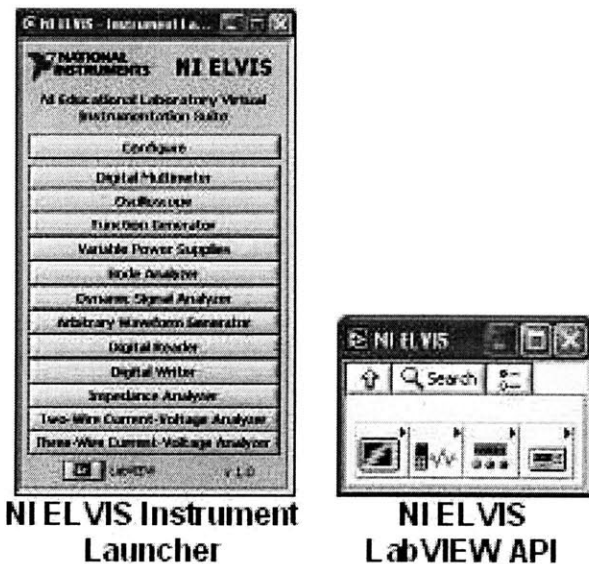 NI ELVIS - Instrument La...
NATIONAL INSTRUMENTS
NI ELVIS
NI Educational Laboratory Virtual
Instrumentation Suite
Configure
Digital Multimeter
Oscilloscope
Function Generator
Variable Power Supplies
Bode Analyzer
Dynamic Signal Analyzer
Arbitrary Waveform Generator
Digital Reader
Digital Writer
Impedance Analyzer
Two-Wire Current-Voltage Analyzer
Three-Wire Current-Voltage Analyzer
LabVIEW
v 1.0
NI ELVIS Instrument
Launcher
NI ELVIS
Search
NI ELVIS
LabVIEW API